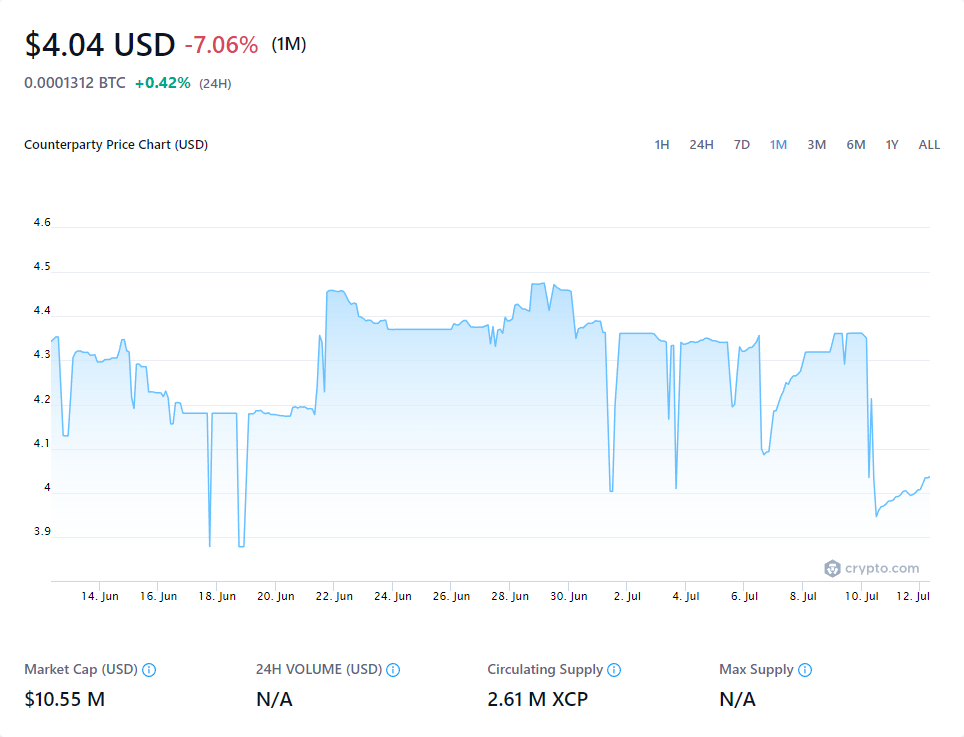 $4.04 USD -7.06% (1M)
0.0001312 BTC +0.42% (24H)
Counterparty Price Chart (USD) 1H 24H 7D 1M 3M 6M 1Y ALL
4.6
4.5
4.4
4.3
4.2
4.1
4
3.9
crypto.com
14. Jun 16. Jun 18. Jun 20. Jun 22. Jun 24. Jun 26. Jun 28. Jun 30. Jun 2. Jul 4. Jul 6. Jul 8. Jul 10. Jul 12. Jul
Market Cap (USD) 24H VOLUME (USD) Circulating Supply Max Supply
$10.55 M N/A 2.61 M XCP N/A